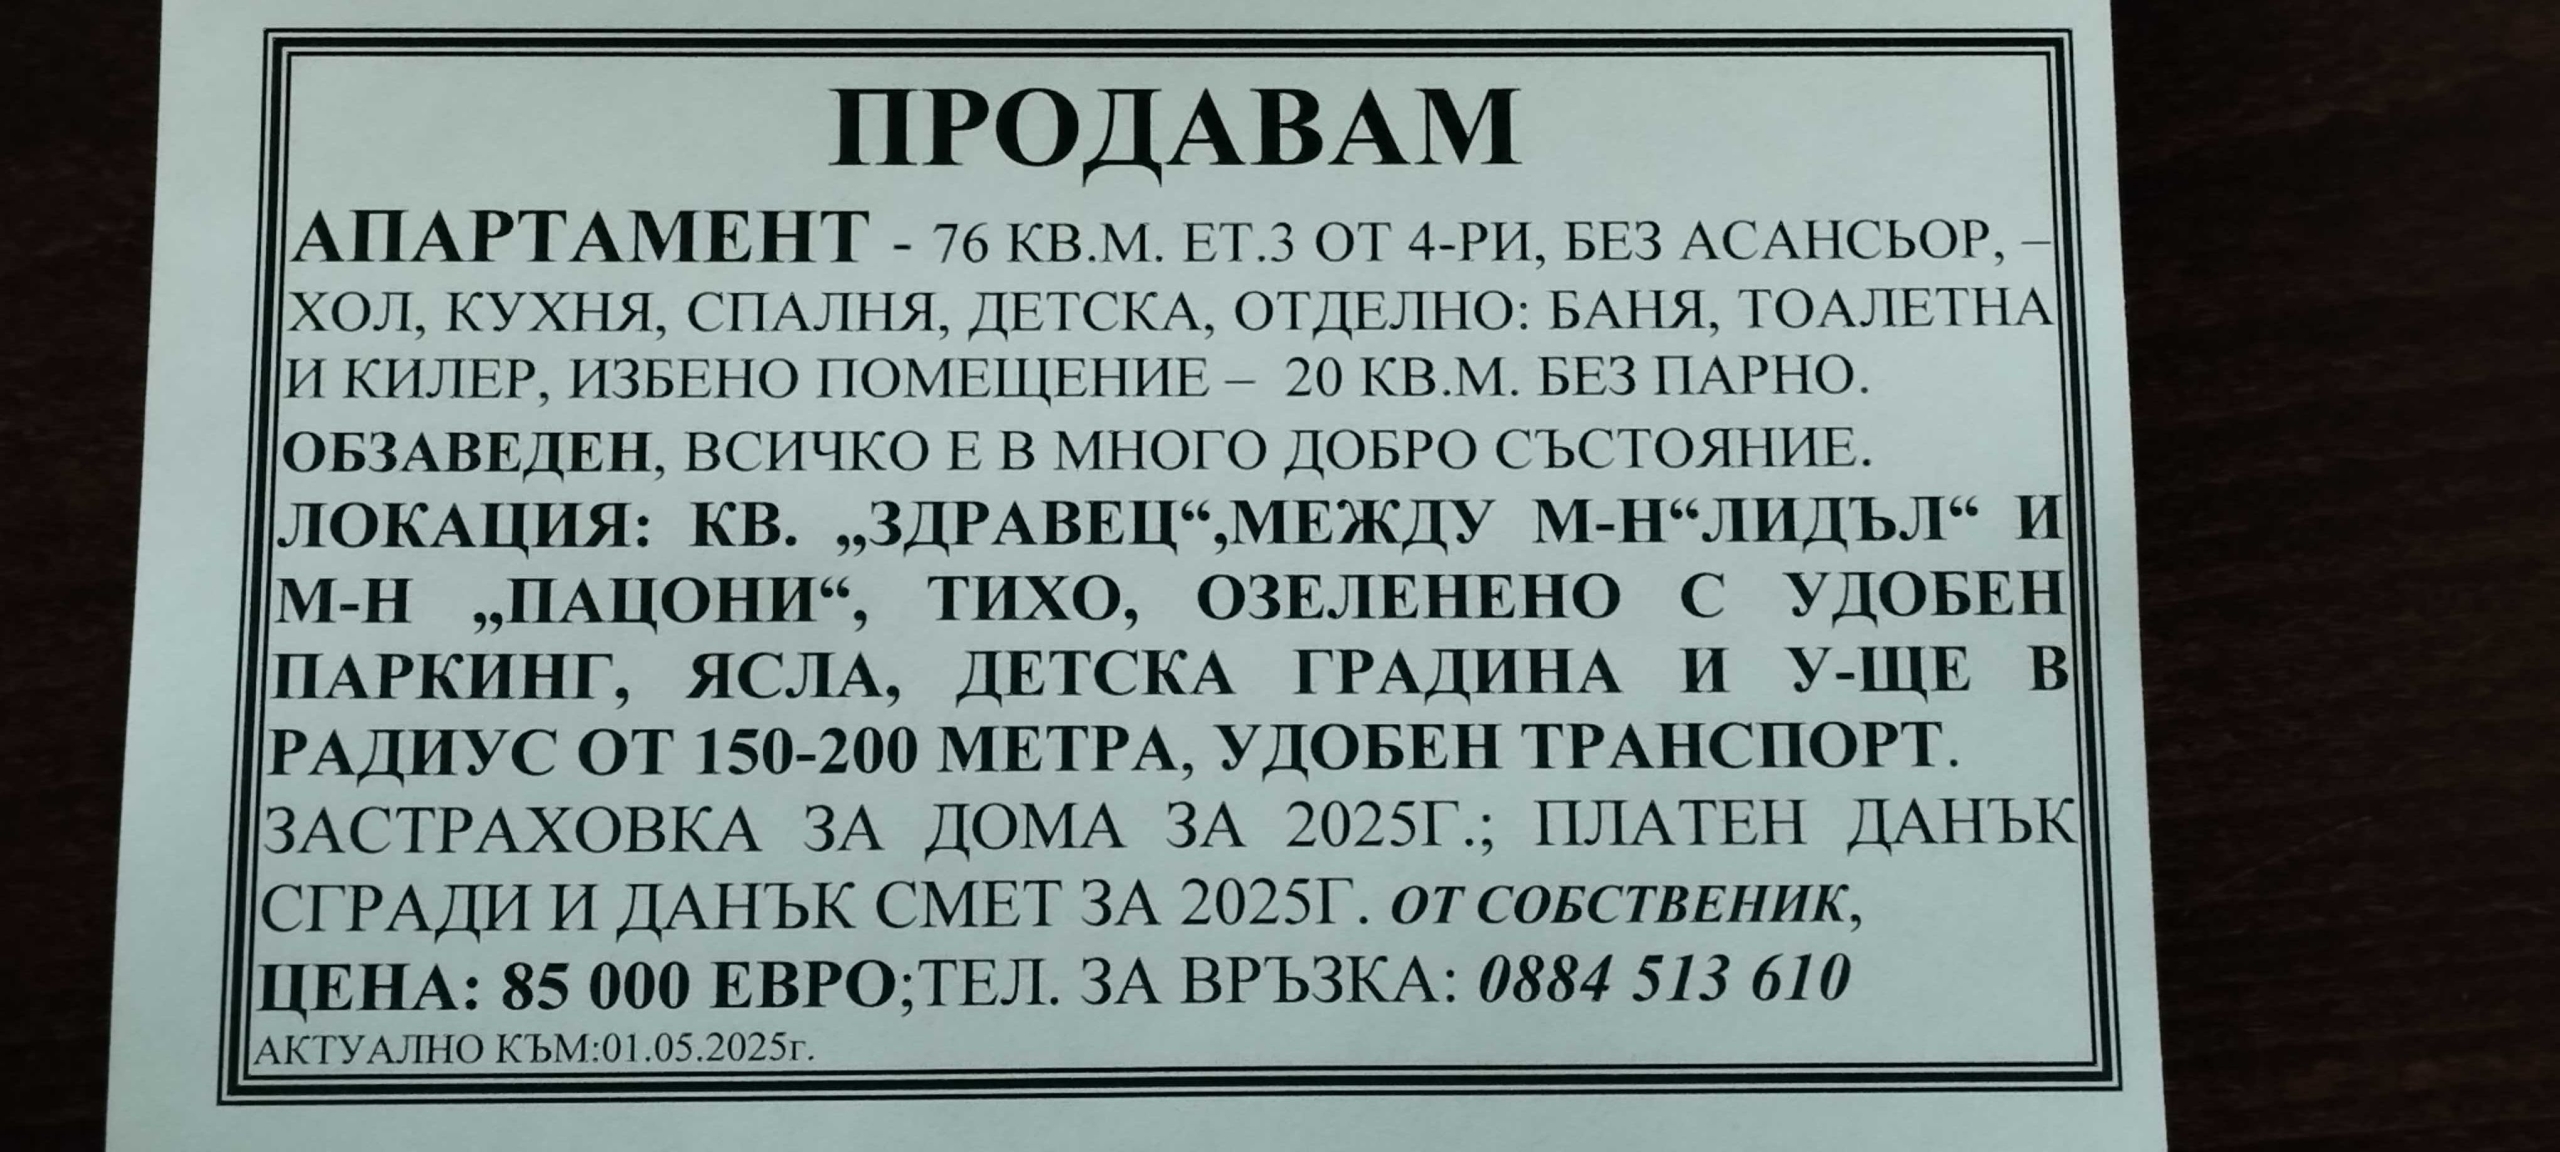 ПРОДАВАМ
АПАРТАМЕНТ - 76 КВ.М. ЕТ.3 ОТ 4-РИ, БЕЗ АСАНСЬОР, –
ХОЛ, КУХНЯ, СПАЛНЯ, ДЕТСКА, ОТДЕЛНО: БАНЯ, ТОАЛЕТНА
И КИЛЕР, ИЗБЕНО ПОМЕЩЕНИЕ – 20 КВ.М. БЕЗ ПАРНО.
ОБЗАВЕДЕН, ВСИЧКО Е В МНОГО ДОБРО СЪСТОЯНИЕ.
ЛОКАЦИЯ: КВ. „ЗДРАВЕЦ“,МЕЖДУ М-Н“ЛИДЪЛ“ И
М-Н „ПАЦОНИ“, ТИХО, ОЗЕЛЕНЕНО С УДОБЕН
ПАРКИНГ, ЯСЛА, ДЕТСКА ГРАДИНА И У-ЩЕ В
РАДИУС ОТ 150-200 МЕТРА, УДОБЕН ТРАНСПОРТ.
ЗАСТРАХОВКА ЗА ДОМА ЗА 2025Г.; ПЛАТЕН ДАНЪК
СГРАДИ И ДАНЪК СМЕТ ЗА 2025Г. ОТ СОБСТВЕНИК,
ЦЕНА: 85 000 ЕВРО;ТЕЛ. ЗА ВРЪЗКА: 0884 513 610
АКТУАЛНО КЪМ:01.05.2025г.